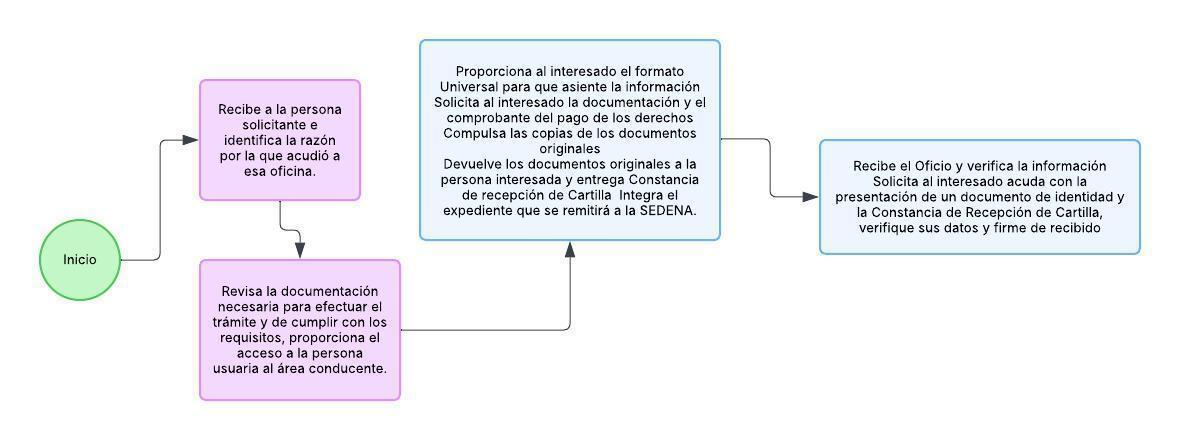 Inicio
Recibe a la persona
solicitante e
identifica la razón
por la que acudió a
esa oficina.
Revisa la documentación
necesaria para efectuar el
trámite y de cumplir con los
requisitos, proporciona el
acceso a la persona
usuaria al área conducente.
Proporciona al interesado el formato
Universal para que asiente la información
Solicita al interesado la documentación y el
comprobante del pago de los derechos
Compulsa las copias de los documentos
originales
Devuelve los documentos originales a la
persona interesada y entrega Constancia
de recepción de Cartilla Integra el
expediente que se remitirá a la SEDENA.
Recibe el Oficio y verifica la información
Solicita al interesado acuda con la
presentación de un documento de identidad y
la Constancia de Recepción de Cartilla,
verifique sus datos y firme de recibido